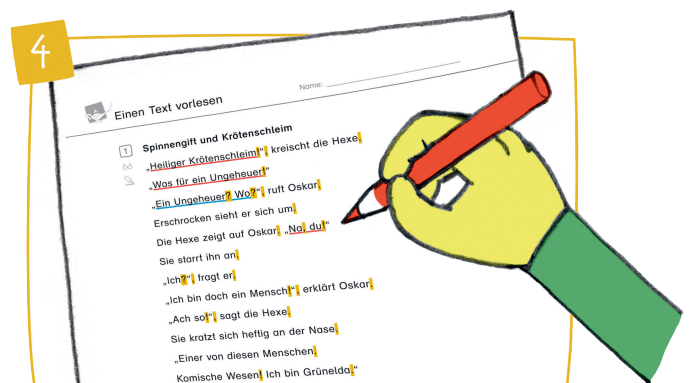 4
Einen Text vorlesen
Name:
1
Spinnengift und Krötenschleim
„Heiliger Krötenschleim!“, kreischt die Hexe.
„Was für ein Ungeheuer!“
„Ein Ungeheuer? Wo?“, ruft Oskar.
Erschrocken sieht er sich um.
Die Hexe zeigt auf Oskar. „Na, du!“
Sie starrt ihn an.
„Ich?“, fragt er.
„Ich bin doch ein Mensch!“, erklärt Oskar.
„Ach so!“, sagt die Hexe.
Sie kratzt sich heftig an der Nase.
„Einer von diesen Menschen.
Komische Wesen! Ich bin Grünelda.“